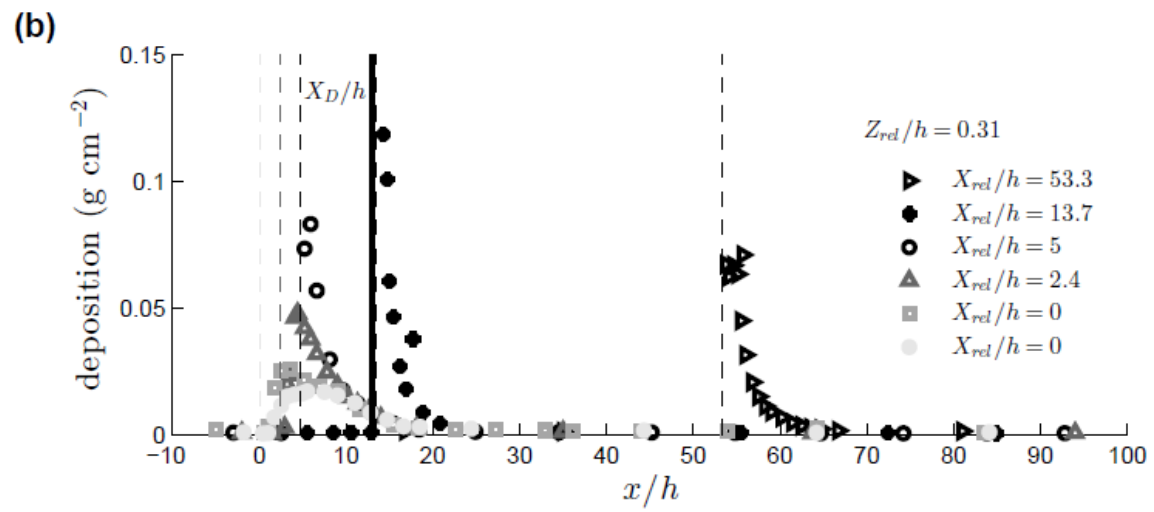 (b)
deposition (g cm⁻²)
0.15
0.1
0.05
0
X_D/h
Z_rel/h = 0.31
X_rel/h = 53.3
X_rel/h = 13.7
X_rel/h = 5
X_rel/h = 2.4
X_rel/h = 0
X_rel/h = 0
−10 0 10 20 30 40 50 60 70 80 90 100
x/h